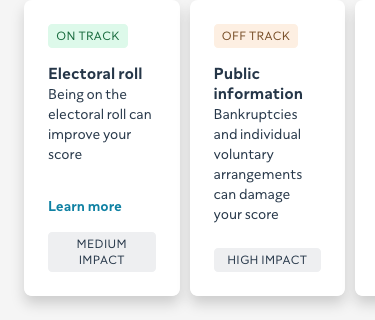 ON TRACK
Electoral roll
Being on the
electoral roll can
improve your
score
Learn more
MEDIUM
IMPACT
OFF TRACK
Public
information
Bankruptcies
and individual
voluntary
arrangements
can damage
your score
HIGH IMPACT